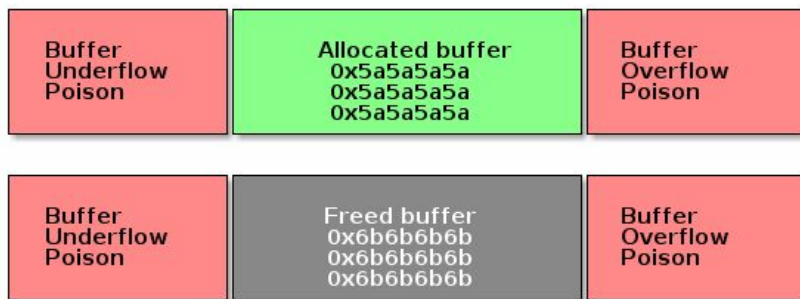 Buffer
Underflow
Poison
Allocated buffer
0x5a5a5a5a
0x5a5a5a5a
0x5a5a5a5a
Buffer
Overflow
Poison
Buffer
Underflow
Poison
Freed buffer
0x6b6b6b6b
0x6b6b6b6b
0x6b6b6b6b
Buffer
Overflow
Poison